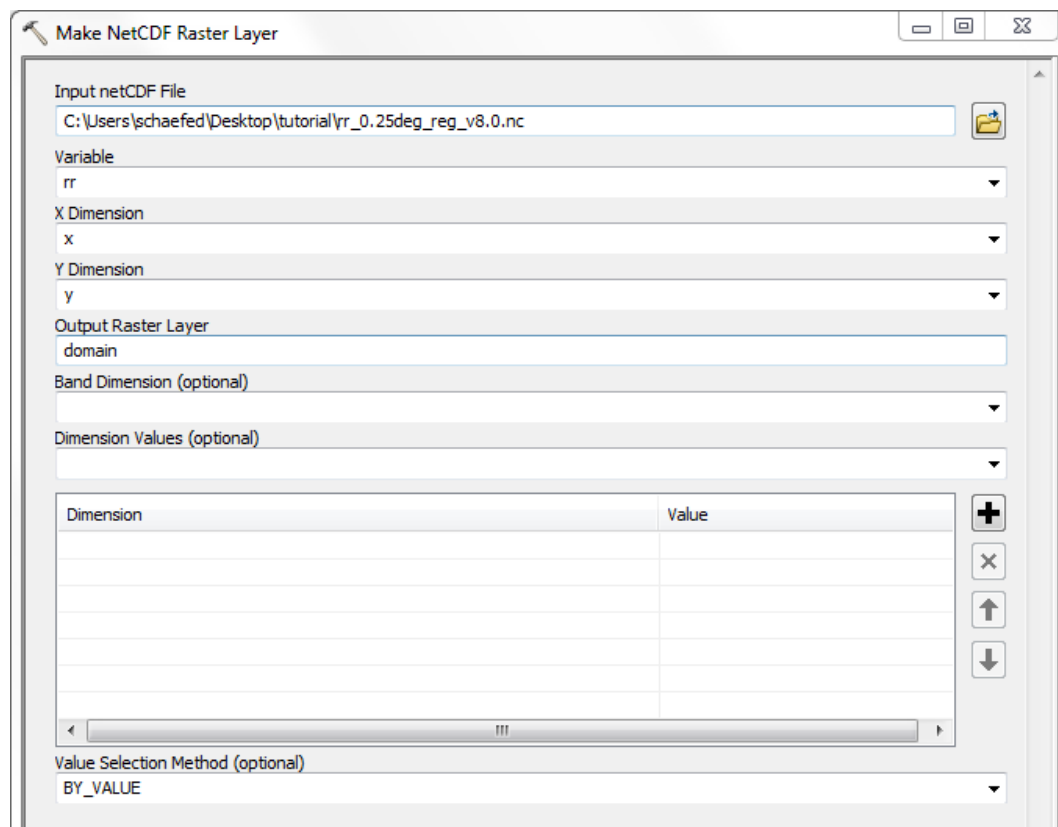 Make NetCDF Raster Layer
Input netCDF File
C:\Users\schaefed\Desktop\tutorial\rr_0.25deg_reg_v8.0.nc
Variable
rr
X Dimension
x
Y Dimension
y
Output Raster Layer
domain
Band Dimension (optional)
Dimension Values (optional)
Dimension Value
Value Selection Method (optional)
BY_VALUE